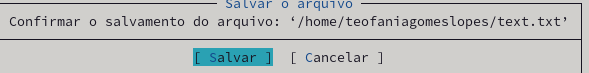 Salvar o arquivo
Confirmar o salvamento do arquivo: ‘/home/teofaniagomeslopes/text.txt’
[ Salvar ] [ Cancelar ]